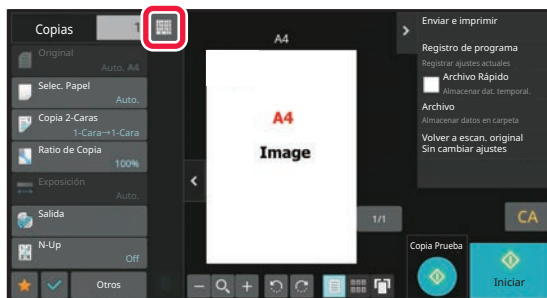 Copias
1
Original
Auto. A4
Selec. Papel
Auto.
Copia 2-Caras
1-Cara→1-Cara
Ratio de Copia
100%
Exposición
Auto.
Salida
N-Up
Off
Otros
A4
A4
Image
1/1
Enviar e imprimir
Registro de programa
Registrar ajustes actuales
Archivo Rápido
Almacenar dat. temporal.
Archivo
Almacenar datos en carpeta
Volver a escan. original
Sin cambiar ajustes
CA
Copia Prueba
Iniciar